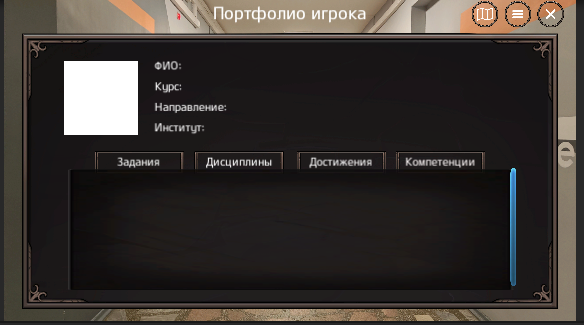 Портфолио игрока
ФИО:
Курс:
Направление:
Институт:
Задания Дисциплины Достижения Компетенции
e